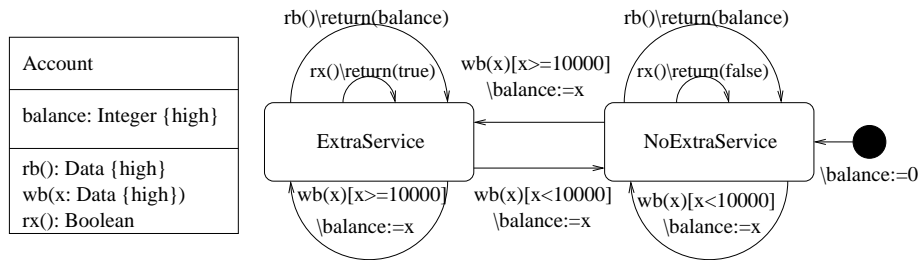 Account
balance: Integer {high}
rb(): Data {high}
wb(x: Data {high})
rx(): Boolean
rb()\return(balance)
rx()\return(true)
ExtraService
wb(x)[x>=10000]
\balance:=x
wb(x)[x>=10000]
\balance:=x
wb(x)[x<10000]
\balance:=x
rb()\return(balance)
rx()\return(false)
NoExtraService
wb(x)[x<10000]
\balance:=x
\balance:=0